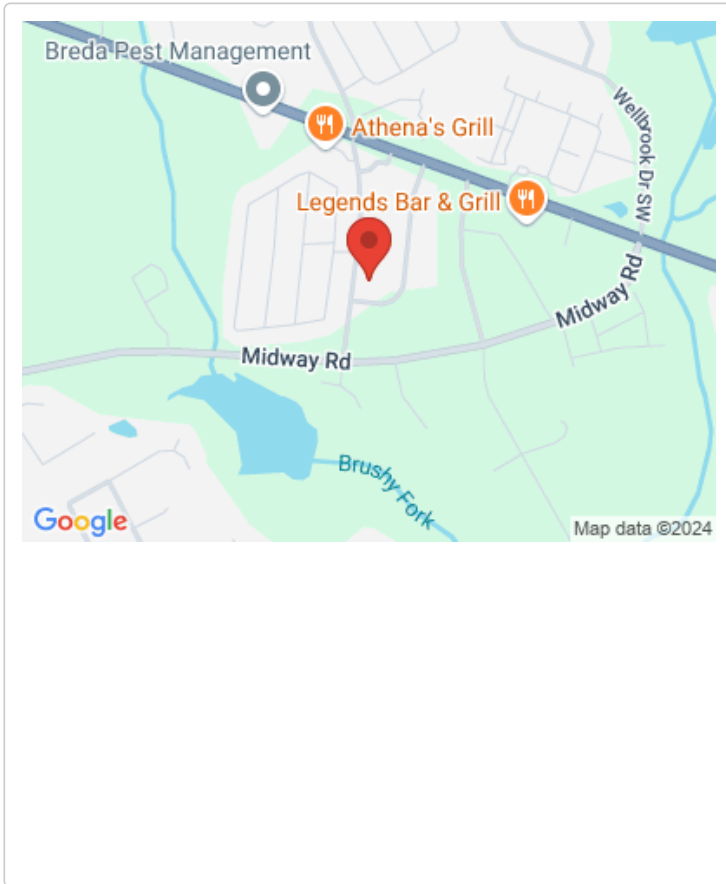 Breda Pest Management
Athena's Grill
Wellbrook Dr SW
Legends Bar & Grill
Midway Rd
Midway Rd
Brushy Fork
Google
Map data ©2024